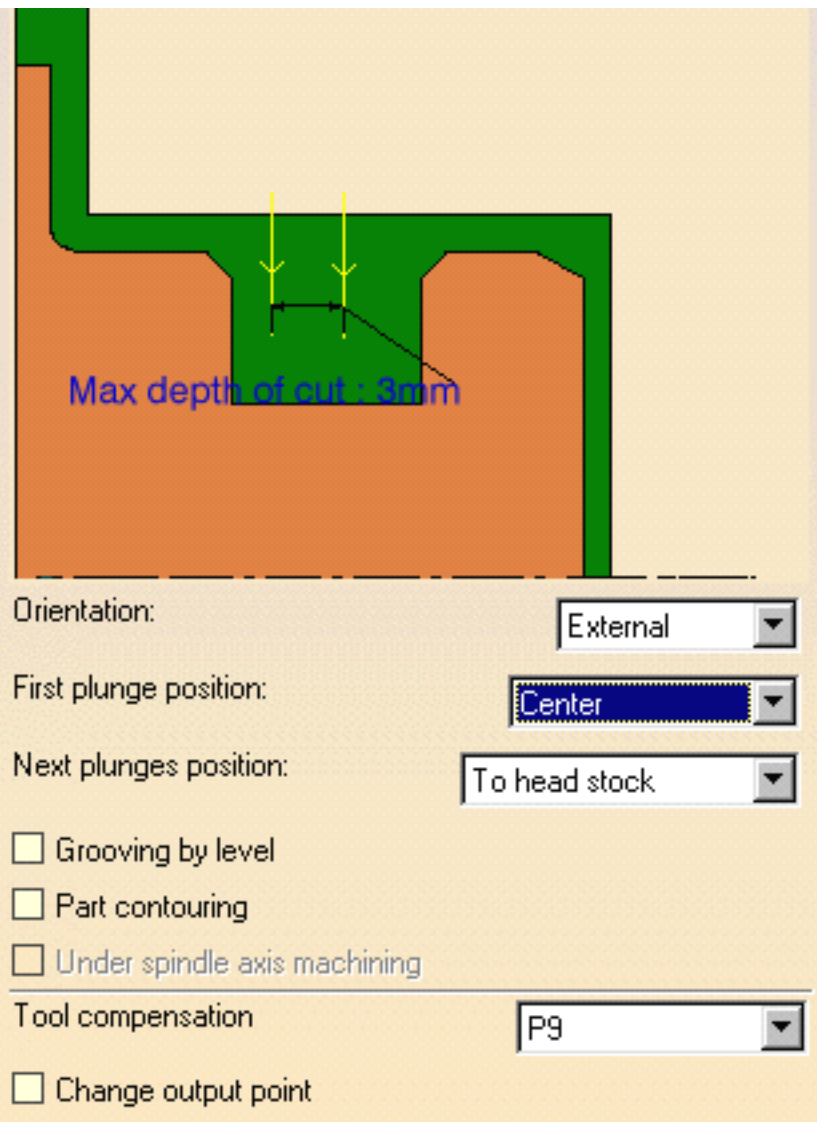 Max depth of cut : 3mm
Orientation: External
First plunge position: Center
Next plunges position: To head stock
Grooving by level
Part contouring
Under spindle axis machining
Tool compensation P9
Change output point